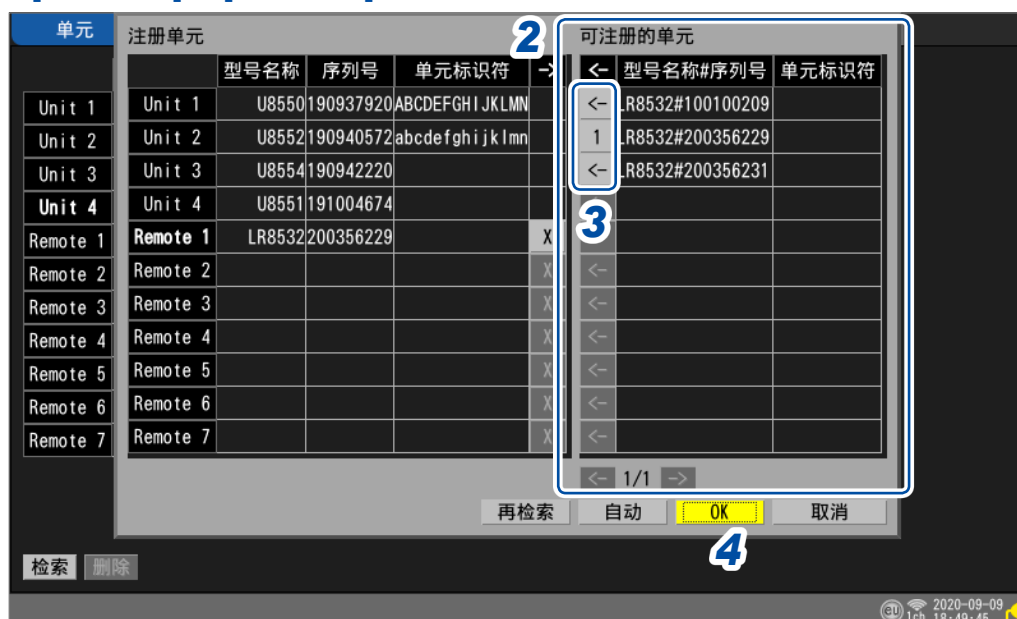 单元
注册单元
2
可注册的单元
型号名称 序列号 单元标识符 ->
<- 型号名称#序列号 单元标识符
Unit 1
Unit 2
Unit 3
Unit 4
Remote 1
Remote 2
Remote 3
Remote 4
Remote 5
Remote 6
Remote 7
Unit 1 U8550 190937920 ABCDEFGHIJKLMN
Unit 2 U8552 190940572 abcdefghijklmn
Unit 3 U8554 190942220
Unit 4 U8551 191004674
Remote 1 LR8532 200356229 X
Remote 2 X
Remote 3 X
Remote 4 X
Remote 5 X
Remote 6 X
Remote 7 X
<- LR8532#100100209
1 LR8532#200356229
<- LR8532#200356231
3
<-
<-
<-
<-
<-
<-
<- 1/1 ->
再检索 自动 OK 取消
4
检索 删除
eu 1ch 2020-09-09
18:49:45